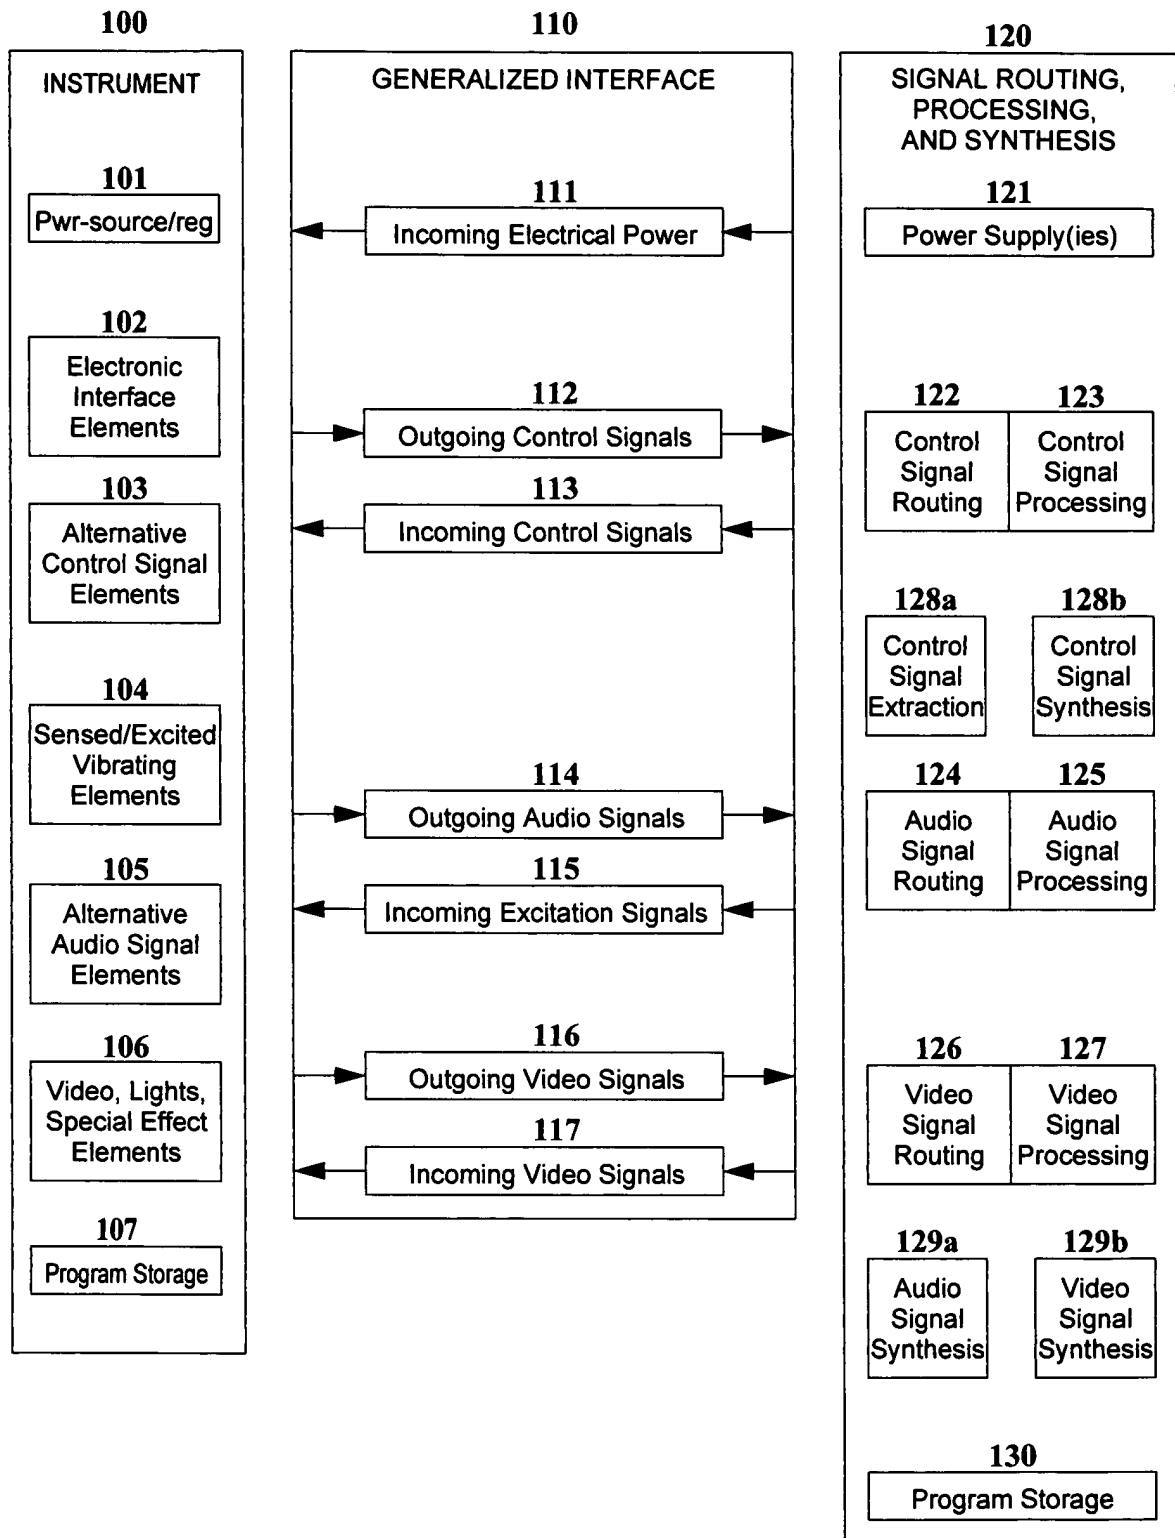 100
INSTRUMENT
101
Pwr-source/reg
102
Electronic
Interface
Elements
103
Alternative
Control Signal
Elements
104
Sensed/Excited
Vibrating
Elements
105
Alternative
Audio Signal
Elements
106
Video, Lights,
Special Effect
Elements
107
Program Storage
110
GENERALIZED INTERFACE
111
Incoming Electrical Power
112
Outgoing Control Signals
113
Incoming Control Signals
114
Outgoing Audio Signals
115
Incoming Excitation Signals
116
Outgoing Video Signals
117
Incoming Video Signals
120
SIGNAL ROUTING,
PROCESSING,
AND SYNTHESIS
121
Power Supply(ies)
122
Control
Signal
Routing
123
Control
Signal
Processing
128a
Control
Signal
Extraction
128b
Control
Signal
Synthesis
124
Audio
Signal
Routing
125
Audio
Signal
Processing
126
Video
Signal
Routing
127
Video
Signal
Processing
129a
Audio
Signal
Synthesis
129b
Video
Signal
Synthesis
130
Program Storage